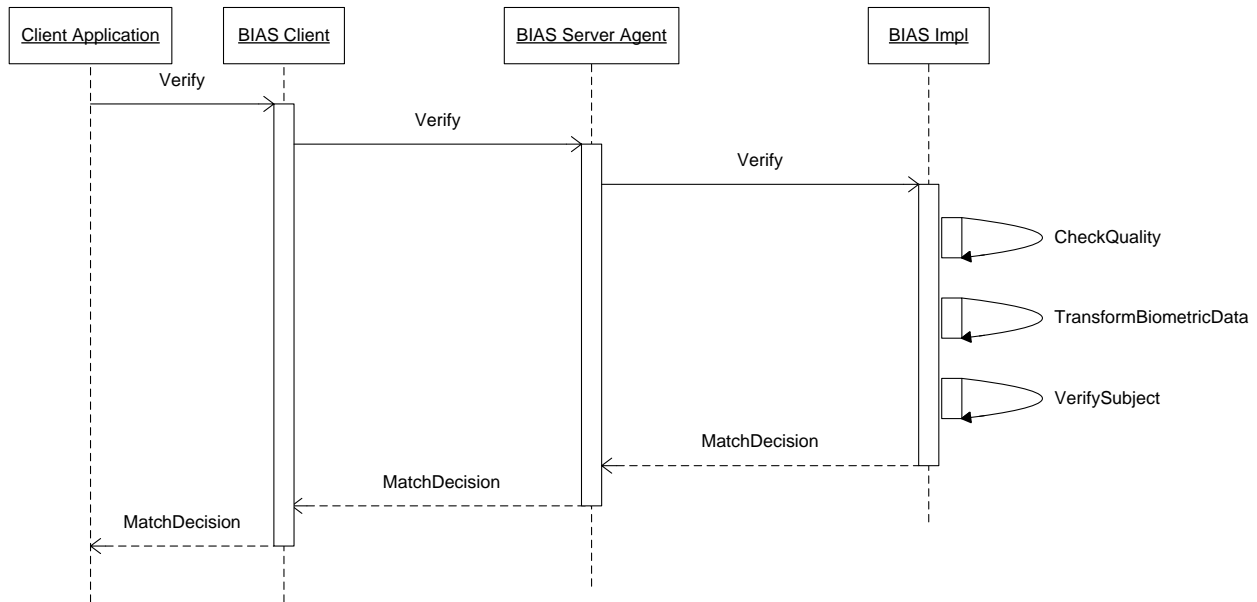 Client Application
BIAS Client
BIAS Server Agent
BIAS Impl
Verify
Verify
Verify
CheckQuality
TransformBiometricData
VerifySubject
MatchDecision
MatchDecision
MatchDecision